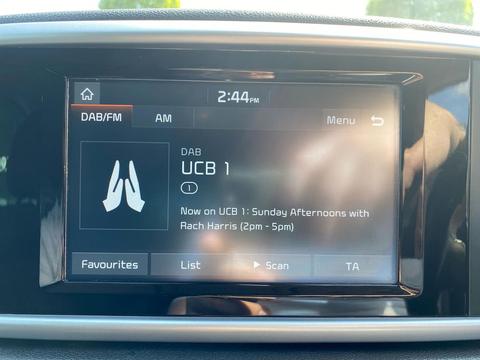 2:44PM
DAB/FM
AM
Menu
DAB
UCB 1
1
Now on UCB 1: Sunday Afternoons with
Rach Harris (2pm - 5pm)
Favourites
List
Scan
TA